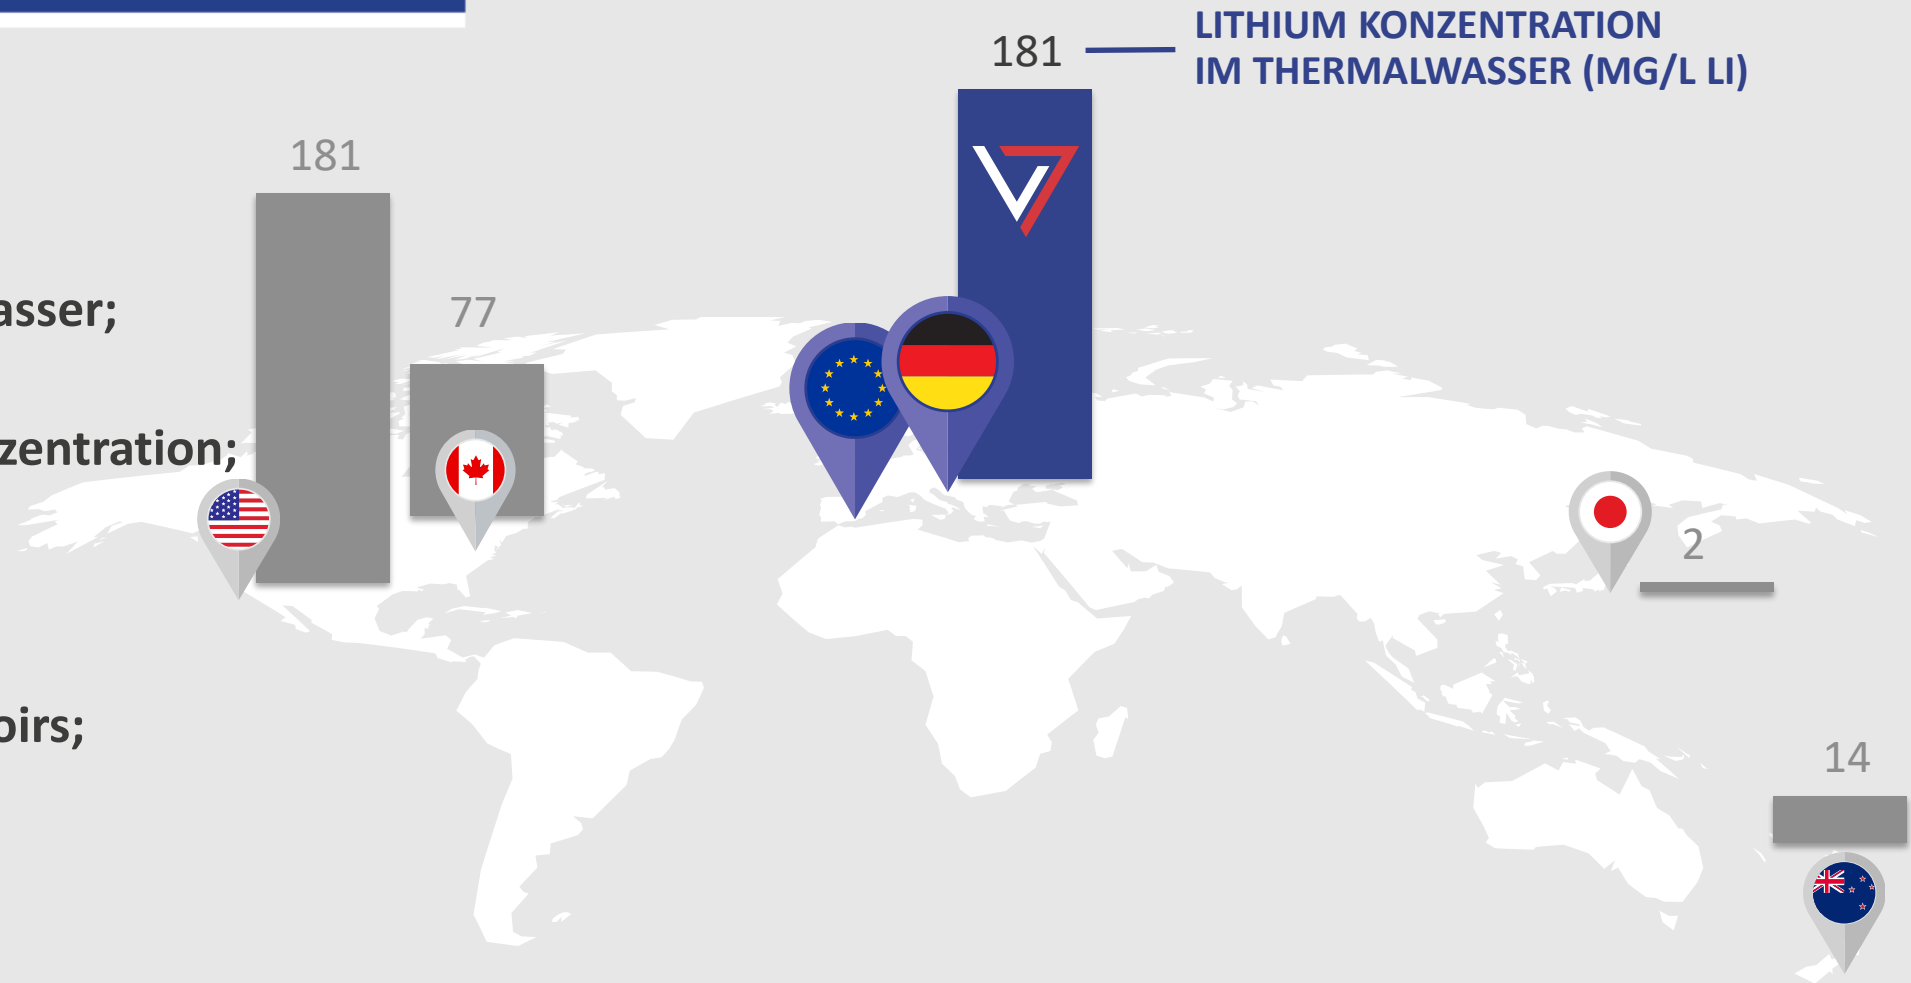 LITHIUM KONZENTRATION
IM THERMALWASSER (MG/L LI)
181
181
77
asser;
zentration;
2
oirs;
14